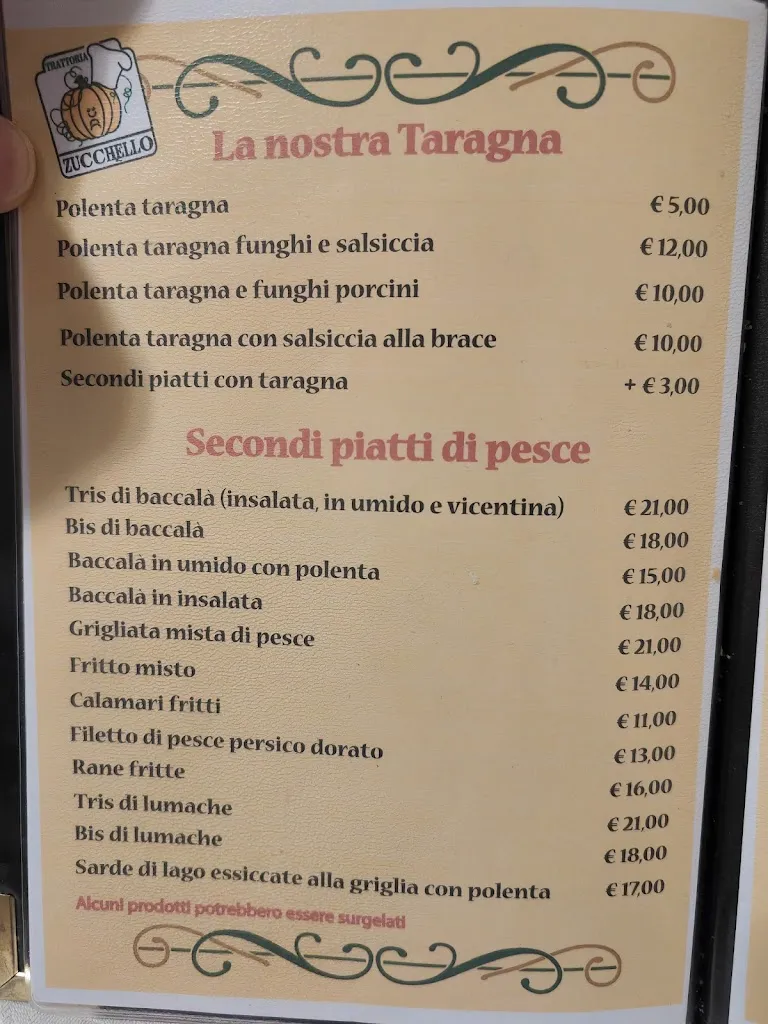 TRATTORIA
DEL
ZUCCHELLO
La nostra Taragna
Polenta taragna € 5,00
Polenta taragna funghi e salsiccia € 12,00
Polenta taragna e funghi porcini € 10,00
Polenta taragna con salsiccia alla brace € 10,00
Secondi piatti con taragna + € 3,00
Secondi piatti di pesce
Tris di baccalà (insalata, in umido e vicentina) € 21,00
Bis di baccalà € 18,00
Baccalà in umido con polenta € 15,00
Baccalà in insalata € 18,00
Grigliata mista di pesce € 21,00
Fritto misto € 14,00
Calamari fritti € 11,00
Filetto di pesce persico dorato € 13,00
Rane fritte € 16,00
Tris di lumache € 21,00
Bis di lumache € 18,00
Sarde di lago essiccate alla griglia con polenta € 17,00
Alcuni prodotti potrebbero essere surgelati